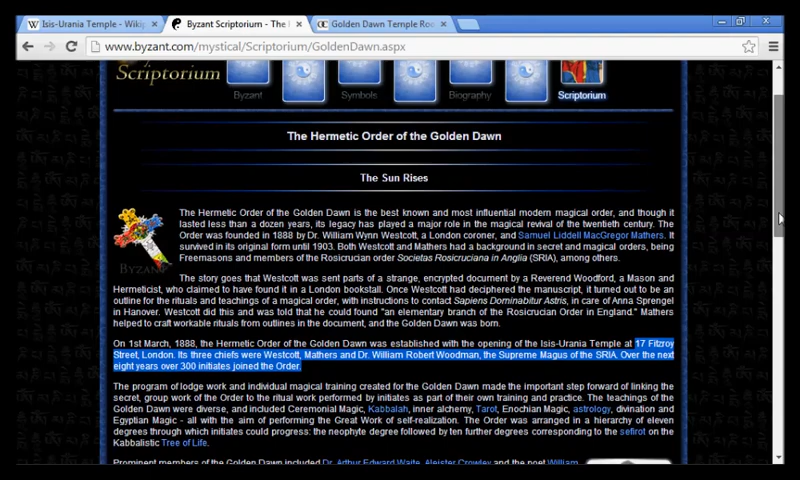 Isis-Urania Temple - Wikip
Byzant Scriptorium - The
Golden Dawn Temple Roo
www.byzant.com/mystical/Scriptorium/GoldenDawn.aspx
Scriptorium
Byzant
Symbols
Biography
Scriptorium
The Hermetic Order of the Golden Dawn
The Sun Rises
The Hermetic Order of the Golden Dawn is the best known and most influential modern magical order, and though it
lasted less than a dozen years, its legacy has played a major role in the magical revival of the twentieth century. The
Order was founded in 1888 by Dr. William Wynn Westcott, a London coroner, and Samuel Liddell MacGregor Mathers. It
survived in its original form until 1903. Both Westcott and Mathers had a background in secret and magical orders, being
Freemasons and members of the Rosicrucian order Societas Rosicruciana in Anglia (SRIA), among others.
BYZANT
The story goes that Westcott was sent parts of a strange, encrypted document by a Reverend Woodford, a Mason and
Hermeticist, who claimed to have found it in a London bookstall. Once Westcott had deciphered the manuscript, it turned out to be an
outline for the rituals and teachings of a magical order, with instructions to contact Sapiens Dominabitur Astris, in care of Anna Sprengel
in Hanover. Westcott did this and was told that he could found "an elementary branch of the Rosicrucian Order in England." Mathers
helped to craft workable rituals from outlines in the document, and the Golden Dawn was born.
On 1st March, 1888, the Hermetic Order of the Golden Dawn was established with the opening of the Isis-Urania Temple at 17 Fitzroy
Street, London. Its three chiefs were Westcott, Mathers and Dr. William Robert Woodman, the Supreme Magus of the SRIA. Over the next
eight years over 300 initiates joined the Order.
The program of lodge work and individual magical training created for the Golden Dawn made the important step forward of linking the
secret, group work of the Order to the ritual work performed by initiates as part of their own training and practice. The teachings of the
Golden Dawn were diverse, and included Ceremonial Magic, Kabbalah, inner alchemy, Tarot, Enochian Magic, astrology, divination and
Egyptian Magic - all with the aim of performing the Great Work of self-realization. The Order was arranged in a hierarchy of eleven
degrees through which initiates could progress: the neophyte degree followed by ten further degrees corresponding to the sefirot on the
Kabbalistic Tree of Life.
Prominent members of the Golden Dawn included Dr. Arthur Edward Waite, Aleister Crowley and the poet William